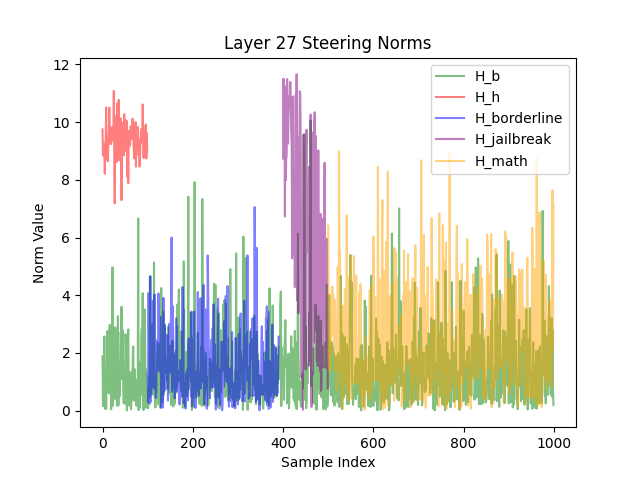 Layer 27 Steering Norms
12
10
8
6
4
2
0
Norm Value
0
200
400
600
800
1000
Sample Index
H_b
H_h
H_borderline
H_jailbreak
H_math